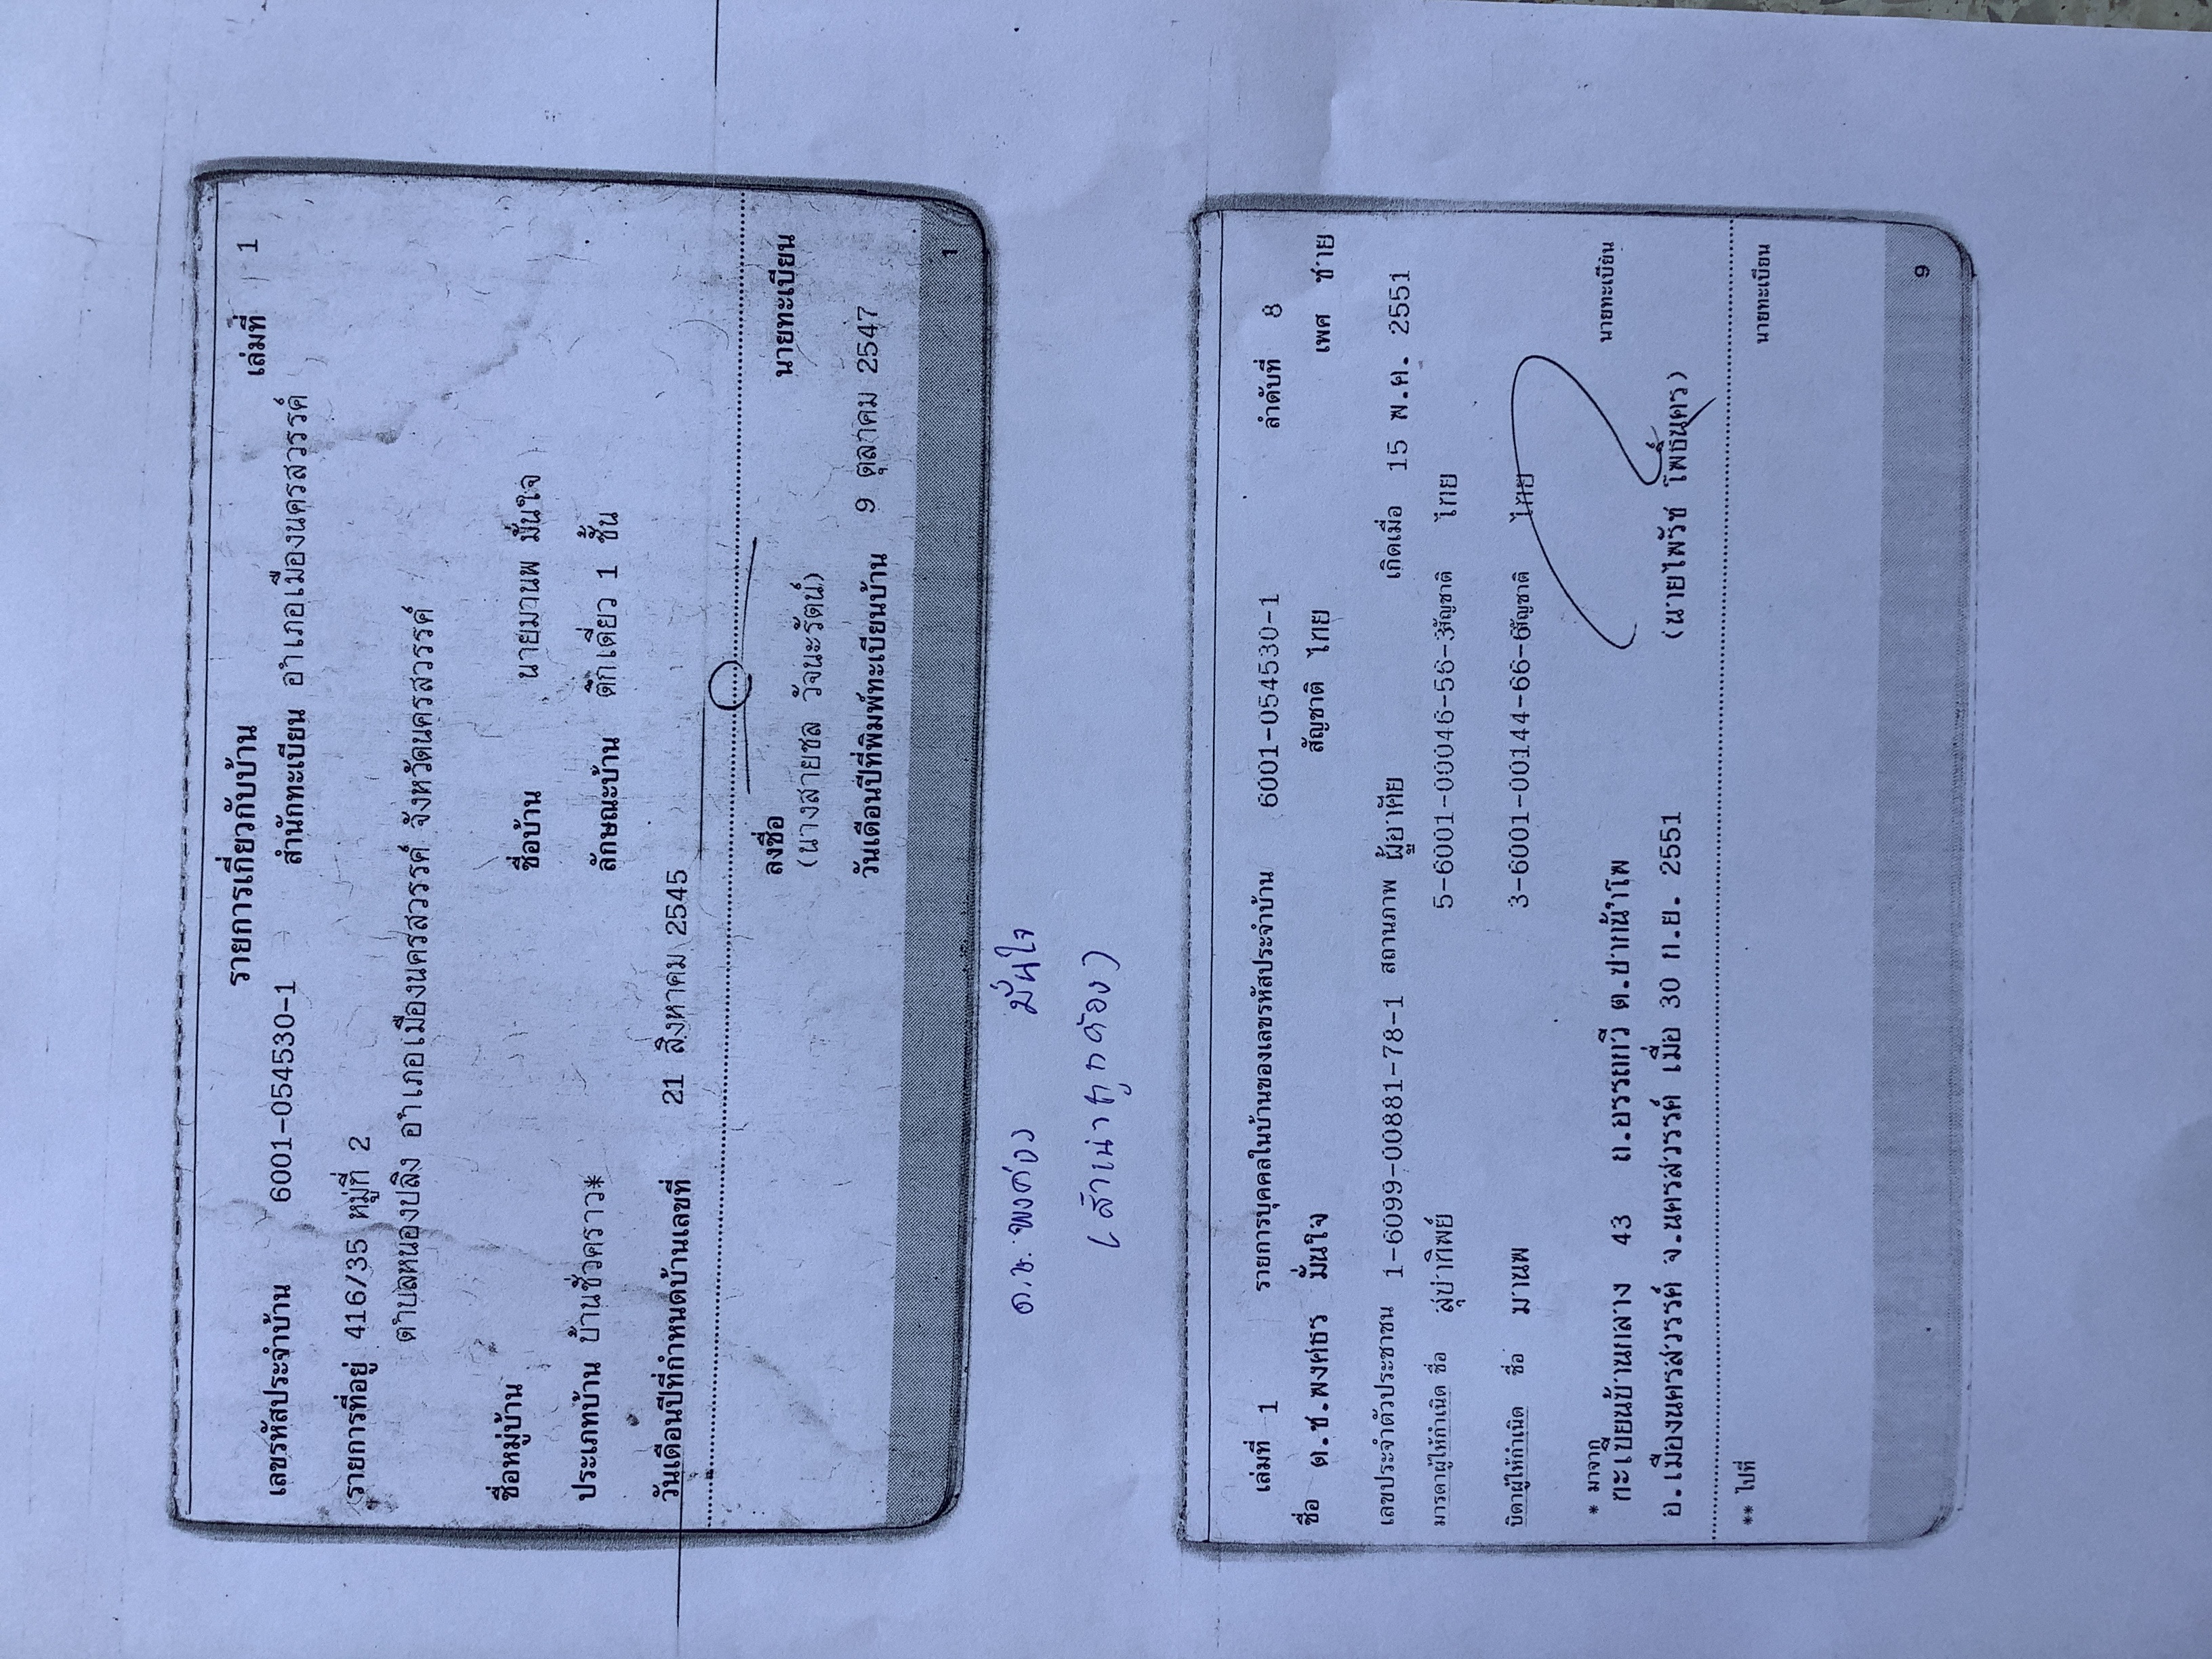 รายการเกี่ยวกับบ้าน เล่มที่ 1
เลขรหัสประจำบ้าน 6001-054530-1 สำนักทะเบียน อำเภอเมืองนครสวรรค์
รายการที่อยู่ 416/35 หมู่ที่ 2
ตำบลหนองปลิง อำเภอเมืองนครสวรรค์ จังหวัดนครสวรรค์
ชื่อหมู่บ้าน ชื่อบ้าน นายมานพ มั่นใจ
ประเภทบ้าน บ้านชั่วคราว* ลักษณะบ้าน ตึกเดี่ยว 1 ชั้น
วันเดือนปีที่กำหนดบ้านเลขที่ 21 สิงหาคม 2545
ลงชื่อ นายทะเบียน
(นางสายชล วัจนะรัตน์)
วันเดือนปีที่พิมพ์ทะเบียนบ้าน 9 ตุลาคม 2547
1
ด.ช. พงศธร มั่นใจ
(สำเนาถูกต้อง)
เล่มที่ 1 รายการบุคคลในบ้านของเลขรหัสประจำบ้าน 6001-054530-1 ลำดับที่ 8
ชื่อ ด.ช.พงศธร มั่นใจ สัญชาติ ไทย เพศ ชาย
เลขประจำตัวประชาชน 1-6099-00881-78-1 สถานภาพ ผู้อาศัย เกิดเมื่อ 15 พ.ค. 2551
มารดาผู้ให้กำเนิด ชื่อ สุปาทิพย์ 5-6001-00046-56-3 สัญชาติ ไทย
บิดาผู้ให้กำเนิด ชื่อ มานพ 3-6001-00144-66-6 สัญชาติ ไทย
* มาจาก
ทะเบียนบ้านกลาง 43 ถ.อรรถกวี ต.ปากน้ำโพ นายทะเบียน
อ.เมืองนครสวรรค์ จ.นครสวรรค์ เมื่อ 30 ก.ย. 2551 (นายไพรัช โพธิ์นคร)
** ไปที่ นายทะเบียน
9